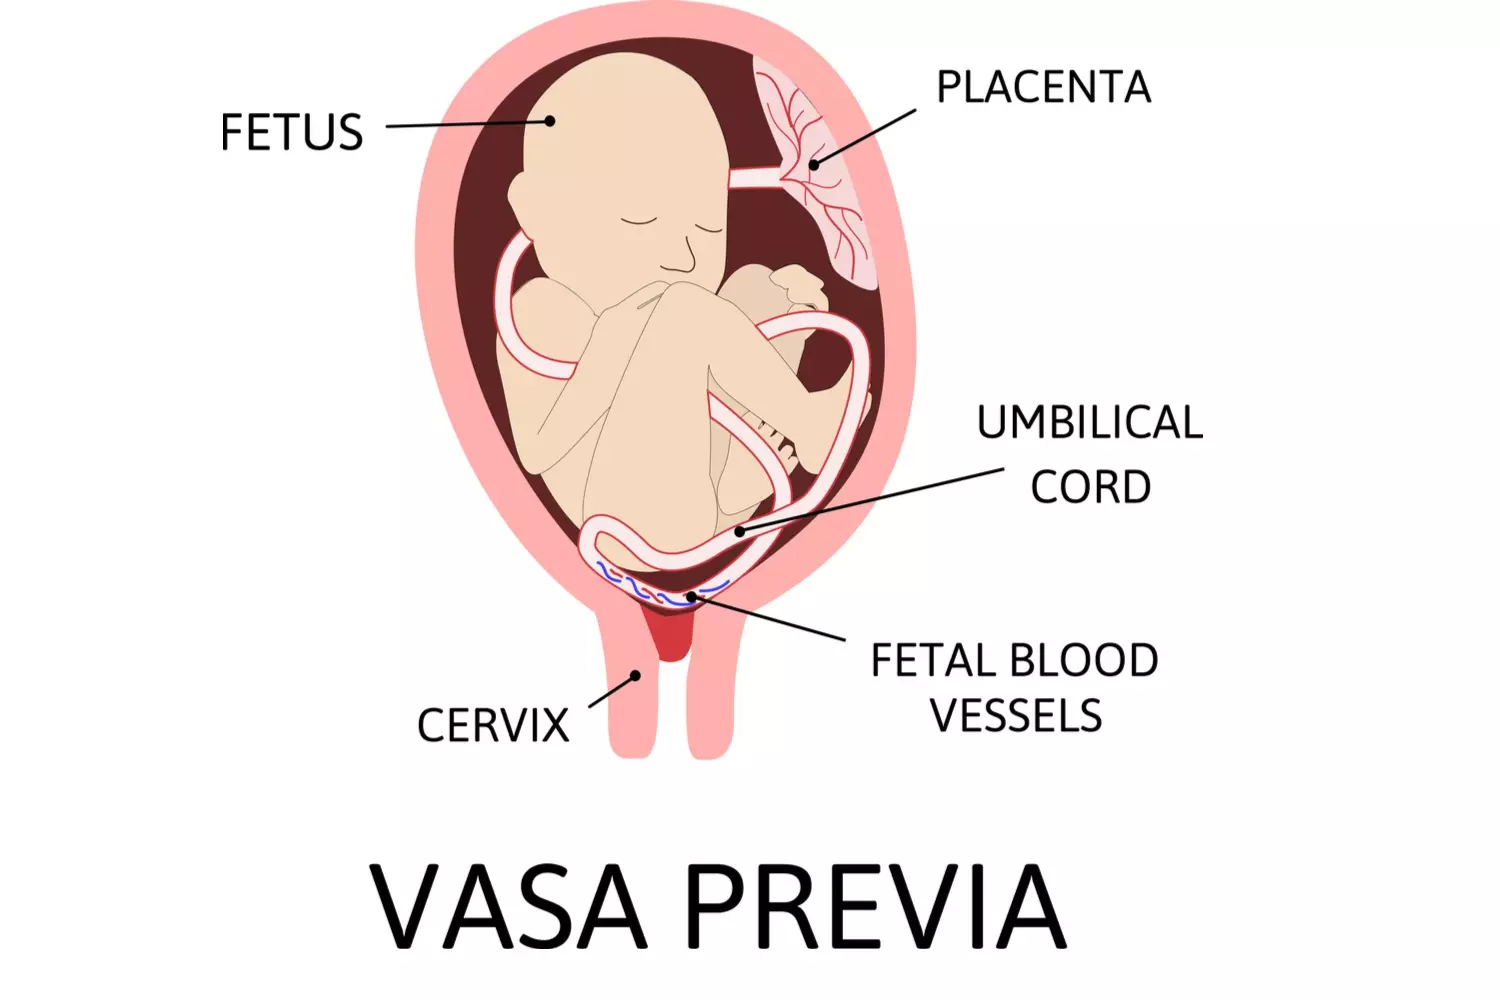 PLACENTA
FETUS
UMBILICAL
CORD
FETAL BLOOD
VESSELS
CERVIX
VASA PREVIA